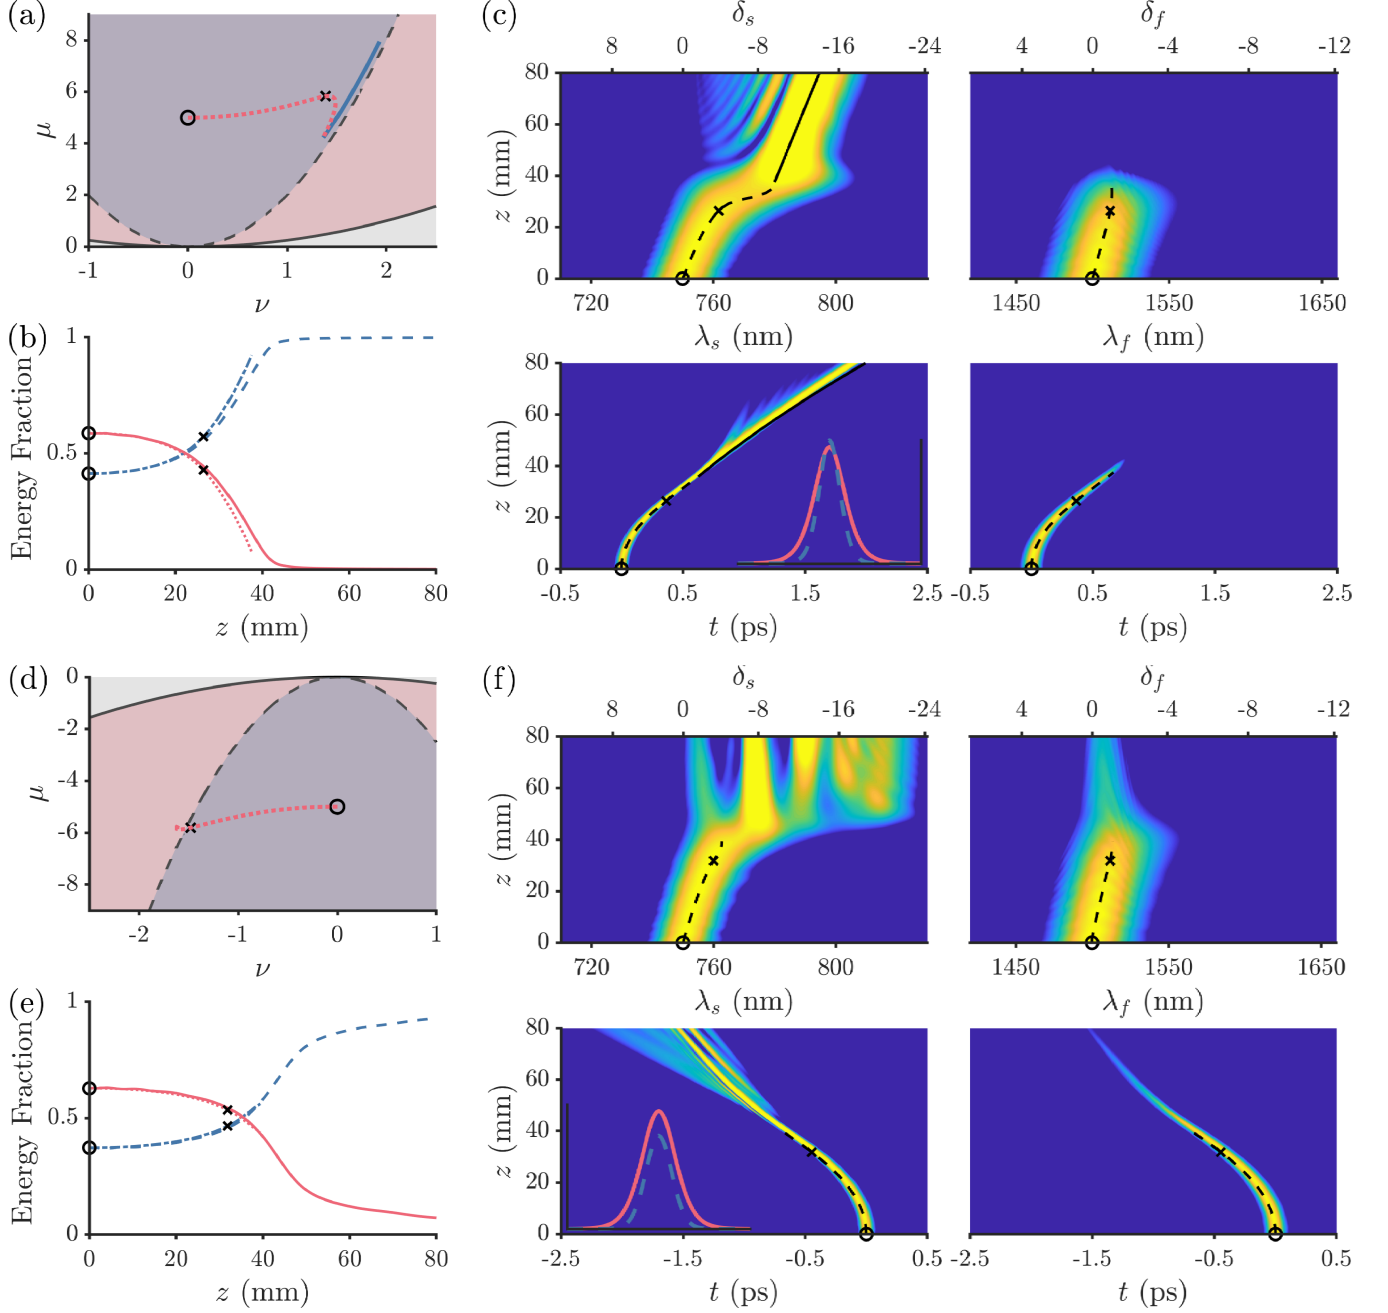 (a)
8
6
4
2
0
μ
-1 0 1 2
ν
(b)
1
0.5
0
Energy Fraction
0 20 40 60 80
z (mm)
(c)
δs
8 0 -8 -16 -24
80
60
40
20
0
z (mm)
720 760 800
λs (nm)
δf
4 0 -4 -8 -12
1450 1550 1650
λf (nm)
80
60
40
20
0
z (mm)
-0.5 0.5 1.5 2.5
t (ps)
-0.5 0.5 1.5 2.5
t (ps)
(d)
0
-2
-4
-6
-8
μ
-2 -1 0 1
ν
(e)
1
0.5
0
Energy Fraction
0 20 40 60 80
z (mm)
(f)
δs
8 0 -8 -16 -24
80
60
40
20
0
z (mm)
720 760 800
λs (nm)
δf
4 0 -4 -8 -12
1450 1550 1650
λf (nm)
80
60
40
20
0
z (mm)
-2.5 -1.5 -0.5 0.5
t (ps)
-2.5 -1.5 -0.5 0.5
t (ps)